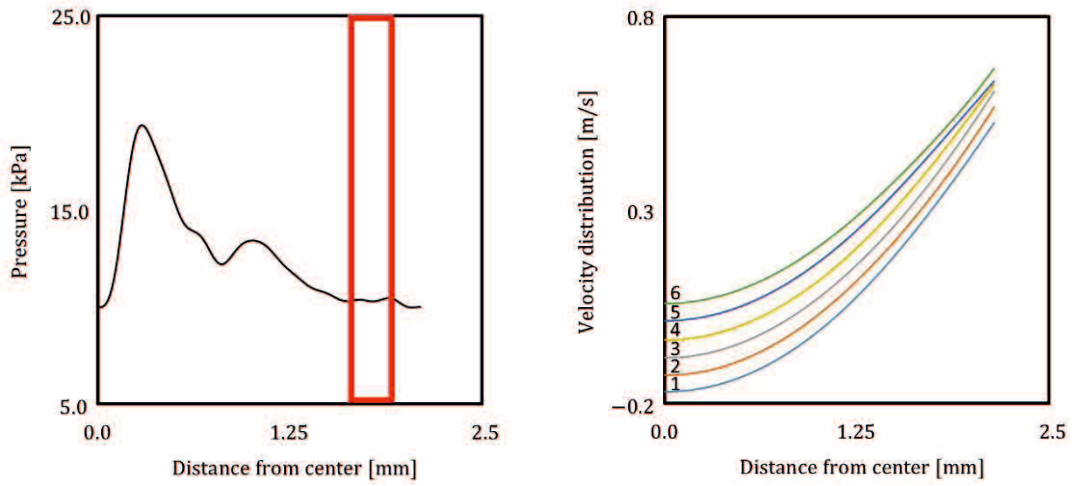 25.0
15.0
5.0
Pressure [kPa]
0.0 1.25 2.5
Distance from center [mm]
0.8
0.3
−0.2
Velocity distribution [m/s]
6
5
4
3
2
1
0.0 1.25 2.5
Distance from center [mm]